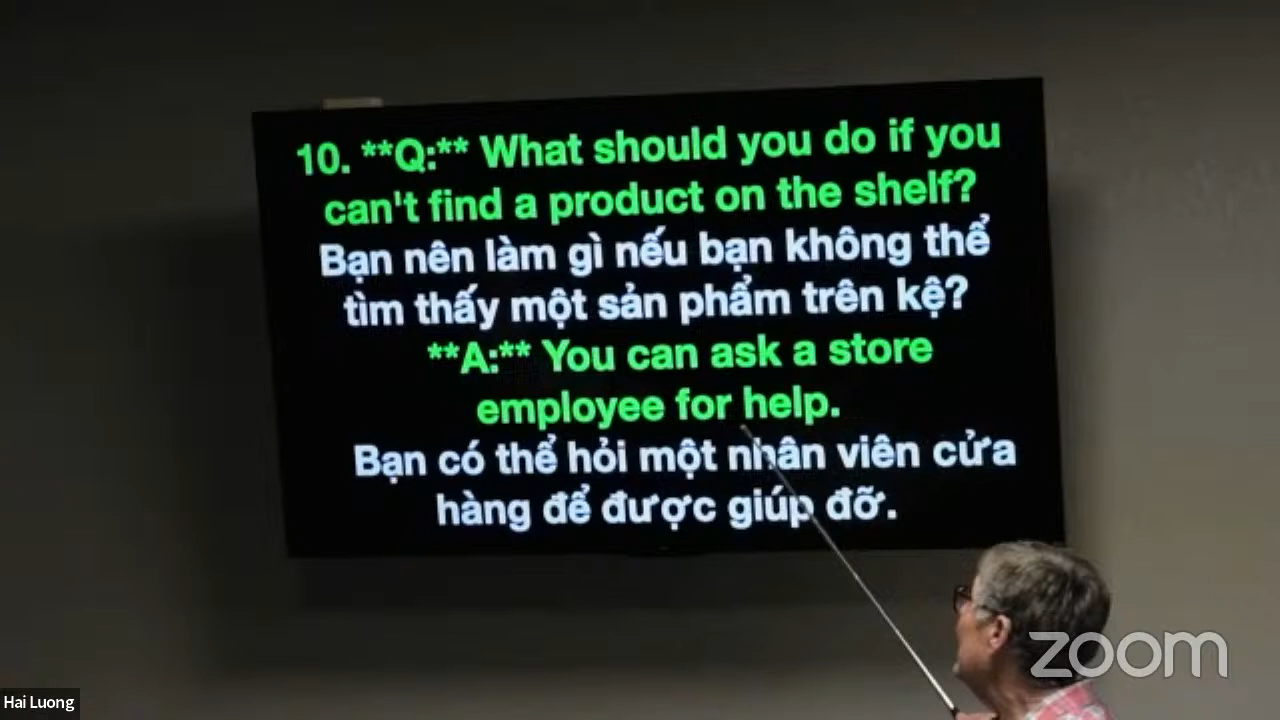 10. **Q:** What should you do if you
can't find a product on the shelf?
Bạn nên làm gì nếu bạn không thể
tìm thấy một sản phẩm trên kệ?
**A:** You can ask a store
employee for help.
Bạn có thể hỏi một nhân viên cửa
hàng để được giúp đỡ.
zoom
Hai Luong